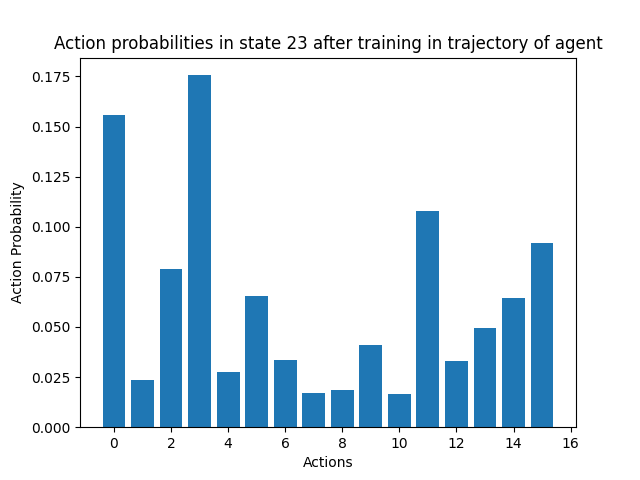 Action probabilities in state 23 after training in trajectory of agent
0.175
0.150
0.125
0.100
0.075
0.050
0.025
0.000
Action Probability
0 2 4 6 8 10 12 14 16
Actions